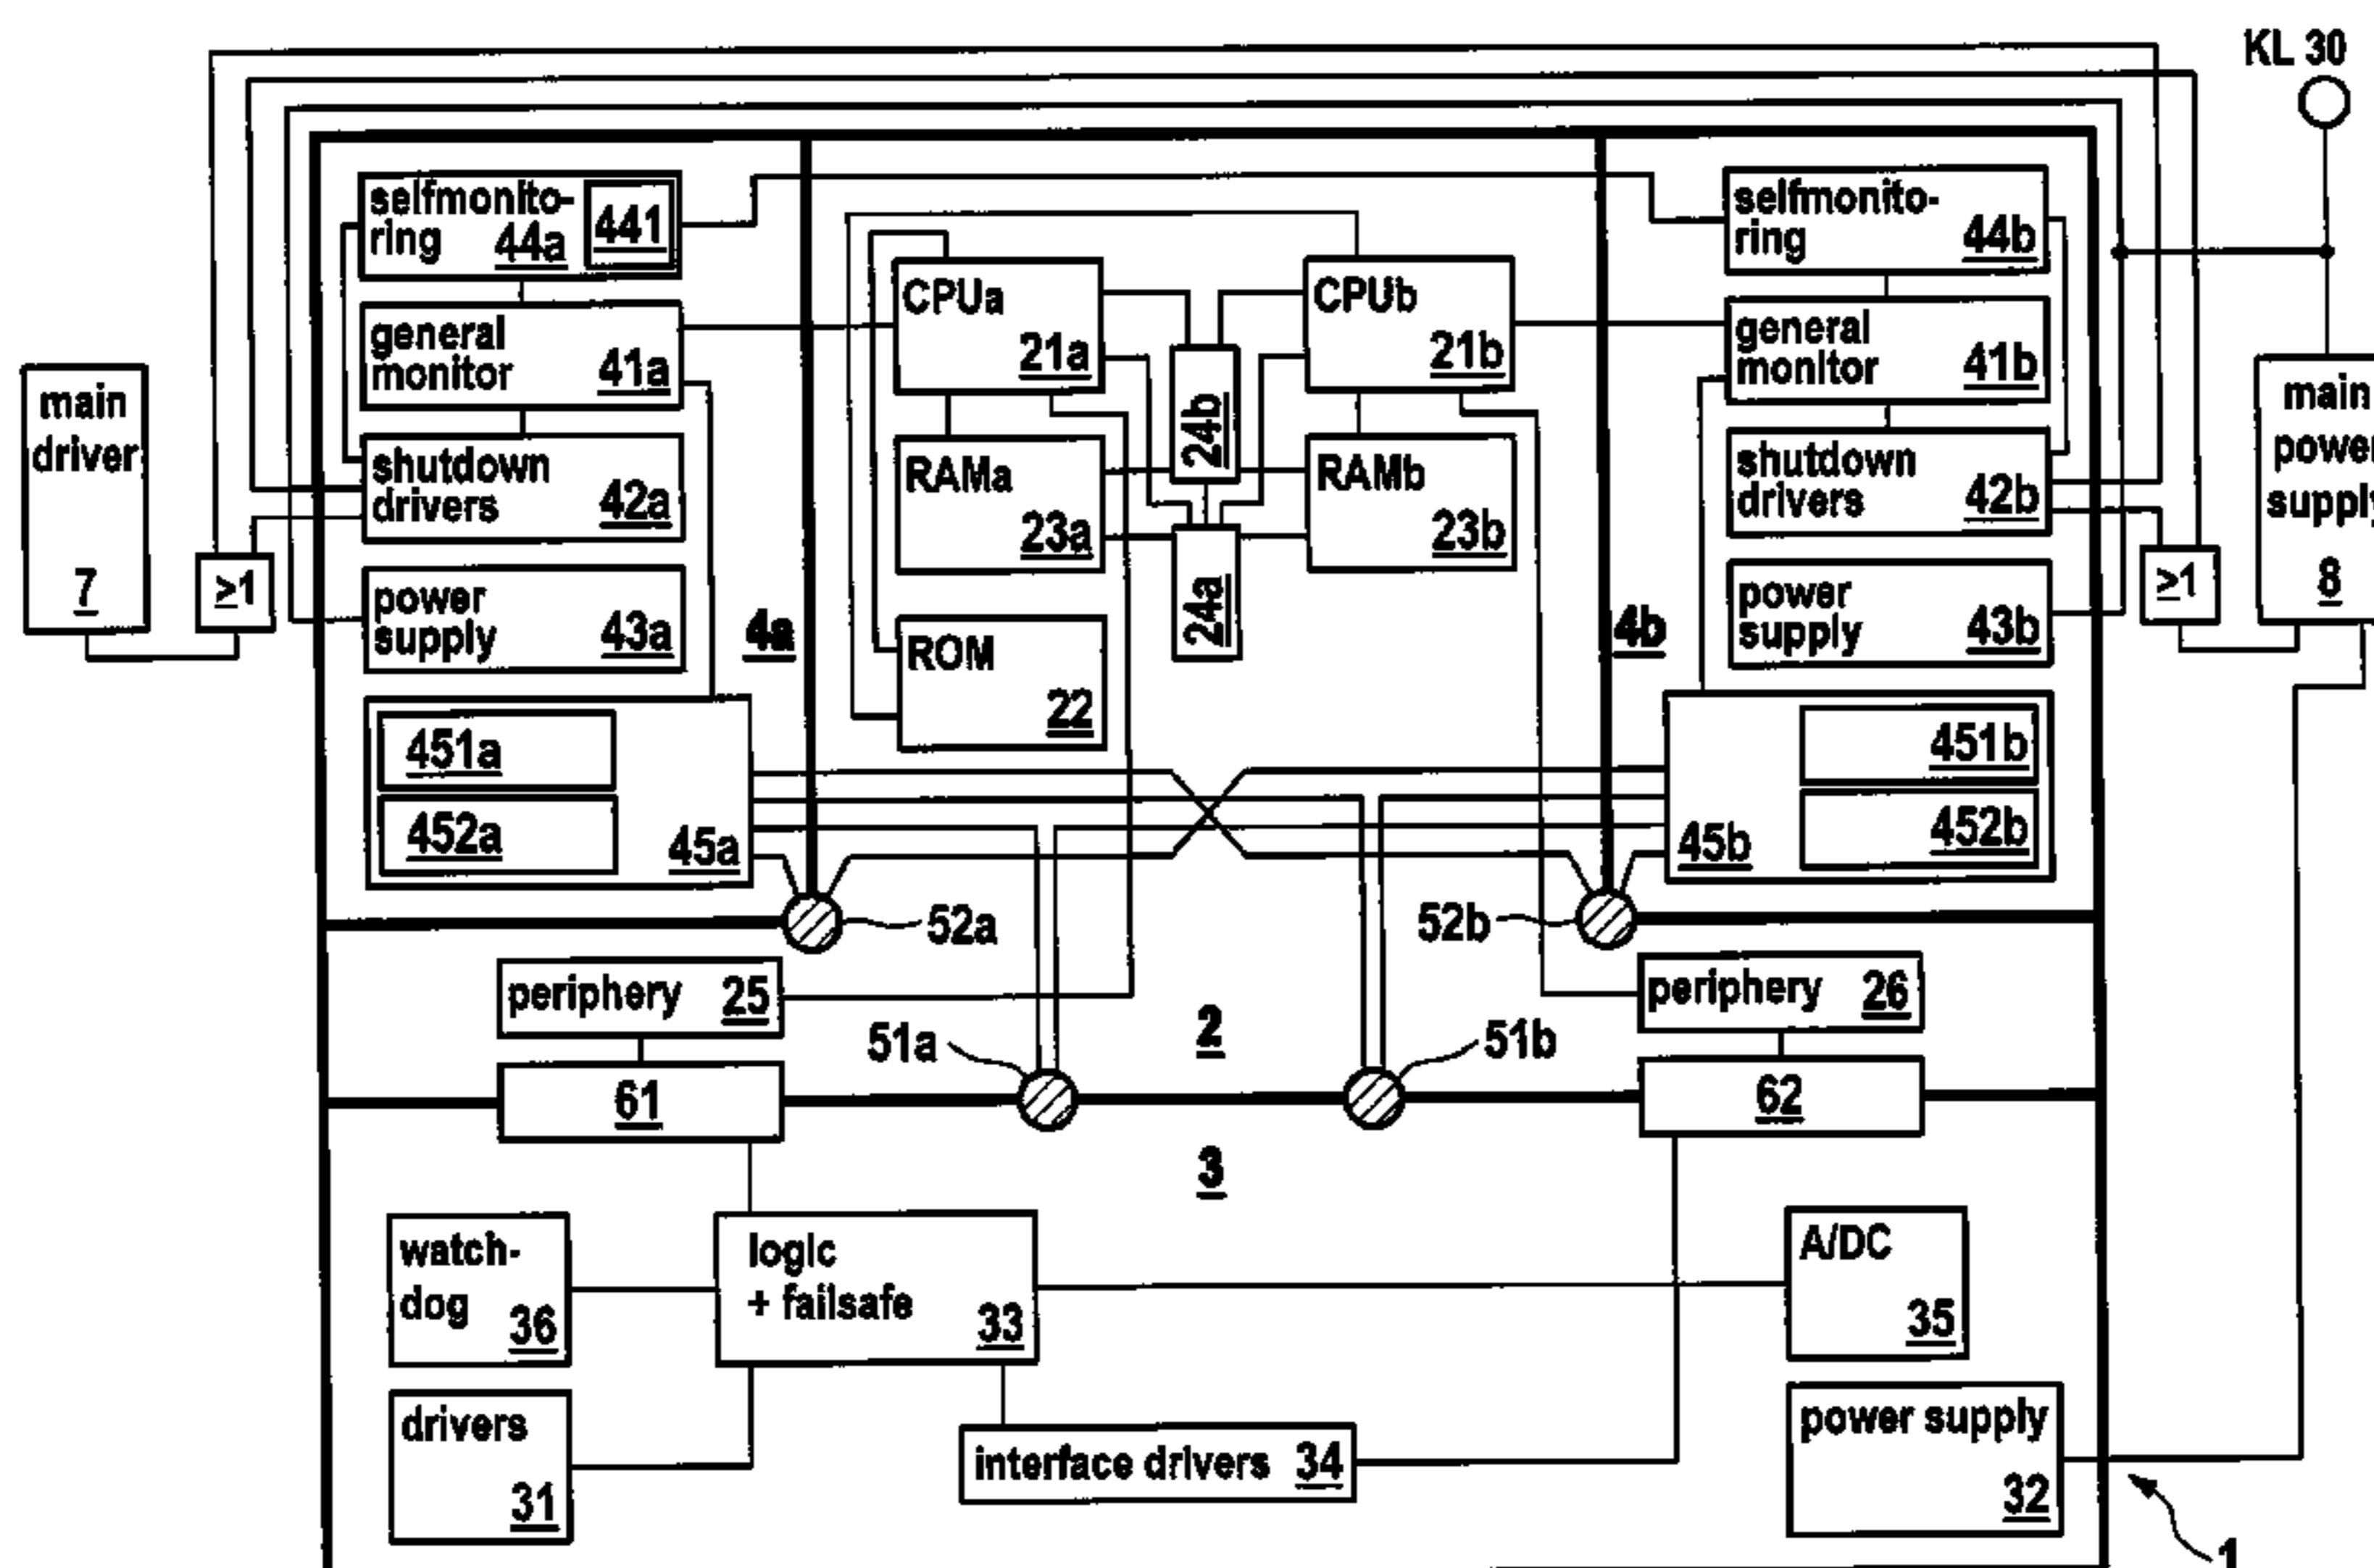 KL 30
selfmonito-
ring 44a
441
selfmonito-
ring 44b
general
monitor 41a
CPUa
21a
CPUb
21b
24b
general
monitor 41b
main
driver
7
main
power
supply
8
shutdown
drivers 42a
RAMa
23a
RAMb
23b
24a
shutdown
drivers 42b
≥1
≥1
power
supply 43a
4a
ROM
22
4b
power
supply 43b
451a
452a
45a
451b
452b
45b
52a
52b
periphery 25
periphery 26
51a
2
51b
61
62
3
watch-
dog 36
logic
+ failsafe 33
A/DC
35
drivers
31
interface drivers 34
power supply
32
1